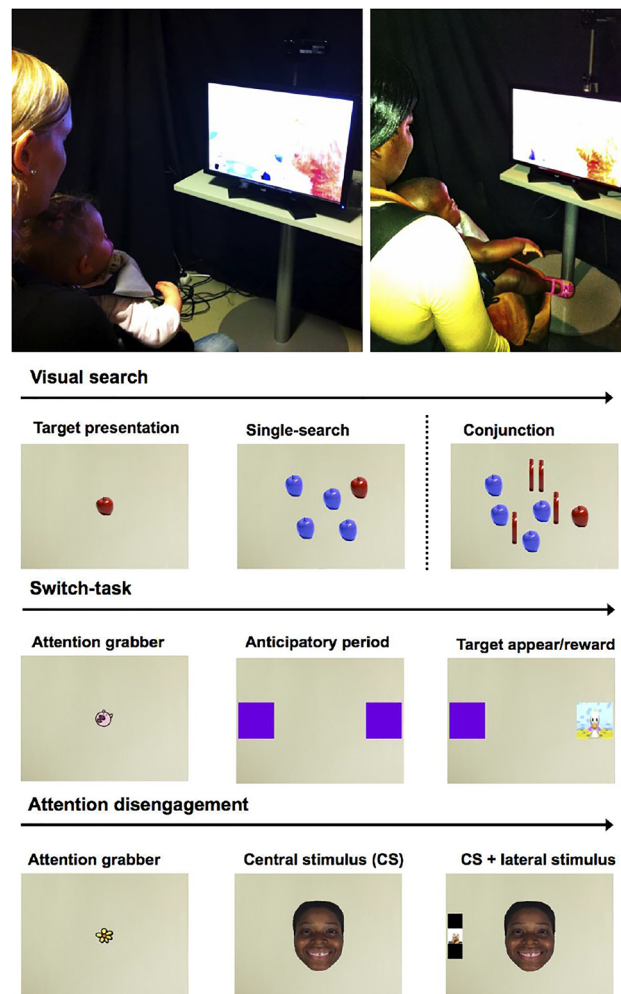 Visual search
Target presentation
Single-search
Conjunction
Switch-task
Attention grabber
Anticipatory period
Target appear/reward
Attention disengagement
Attention grabber
Central stimulus (CS)
CS + lateral stimulus